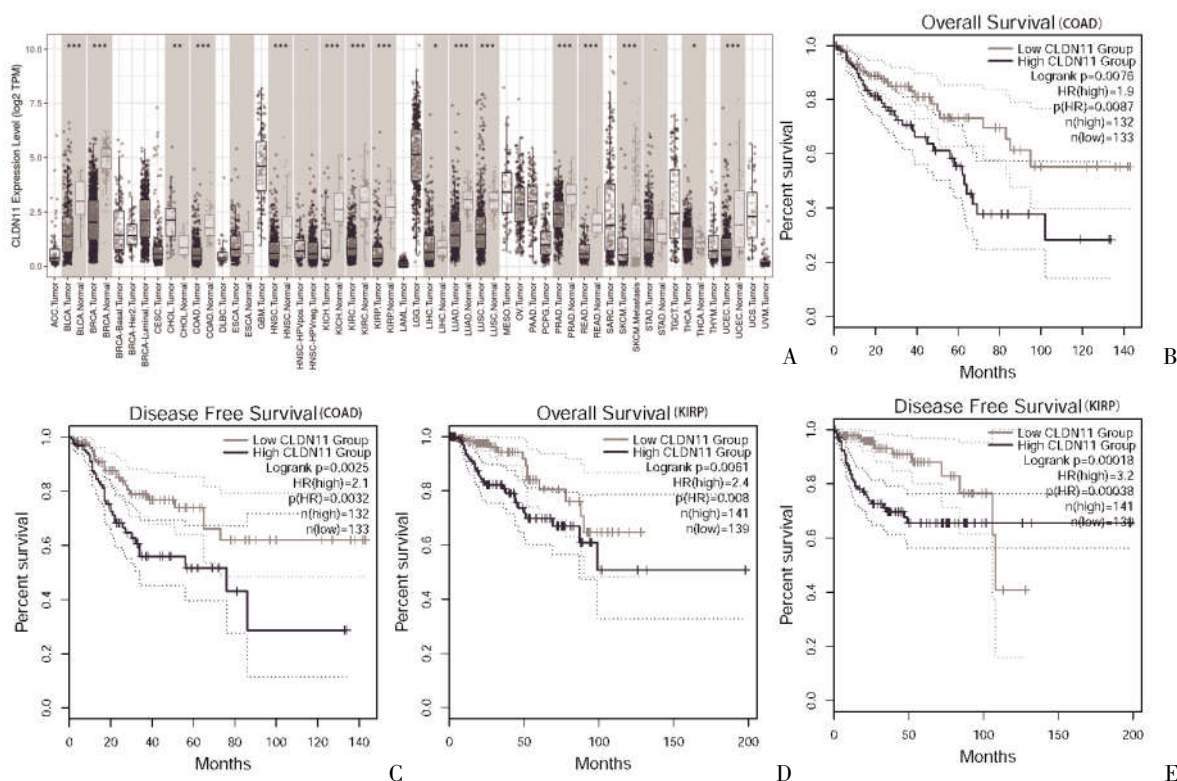 CLDN11 Expression Level (log2 TPM)
10.0
7.5
5.0
2.5
0.0
*** *** ** *** *** *** *** *** * *** *** *** *** *** * ***
ACC.Tumor
BLCA.Tumor
BLCA.Normal
BRCA.Tumor
BRCA.Normal
BRCA-Basal.Tumor
BRCA-Her2.Tumor
BRCA-Luminal.Tumor
CESC.Tumor
CHOL.Tumor
CHOL.Normal
COAD.Tumor
COAD.Normal
DLBC.Tumor
ESCA.Tumor
ESCA.Normal
GBM.Tumor
HNSC.Tumor
HNSC.Normal
HNSC-HPVpos.Tumor
HNSC-HPVneg.Tumor
KICH.Tumor
KICH.Normal
KIRC.Tumor
KIRC.Normal
KIRP.Tumor
KIRP.Normal
LAML.Tumor
LGG.Tumor
LIHC.Tumor
LIHC.Normal
LUAD.Tumor
LUAD.Normal
LUSC.Tumor
LUSC.Normal
MESO.Tumor
OV.Tumor
PAAD.Tumor
PCPG.Tumor
PRAD.Tumor
PRAD.Normal
READ.Tumor
READ.Normal
SARC.Tumor
SKCM.Tumor
SKCM.Metastasis
STAD.Tumor
STAD.Normal
TGCT.Tumor
THCA.Tumor
THCA.Normal
THYM.Tumor
UCEC.Tumor
UCEC.Normal
UCS.Tumor
UVM.Tumor
A
Overall Survival (COAD)
Low CLDN11 Group
High CLDN11 Group
Logrank p=0.0076
HR(high)=1.9
p(HR)=0.0087
n(high)=132
n(low)=133
Percent survival
1.0
0.8
0.6
0.4
0.2
0.0
0 20 40 60 80 100 120 140
Months
B
Disease Free Survival (COAD)
Low CLDN11 Group
High CLDN11 Group
Logrank p=0.0025
HR(high)=2.1
p(HR)=0.0032
n(high)=132
n(low)=133
Percent survival
1.0
0.8
0.6
0.4
0.2
0.0
0 20 40 60 80 100 120 140
Months
C
Overall Survival (KIRP)
Low CLDN11 Group
High CLDN11 Group
Logrank p=0.0061
HR(high)=2.4
p(HR)=0.008
n(high)=141
n(low)=139
Percent survival
1.0
0.8
0.6
0.4
0.2
0.0
0 50 100 150 200
Months
D
Disease Free Survival (KIRP)
Low CLDN11 Group
High CLDN11 Group
Logrank p=0.00018
HR(high)=3.2
p(HR)=0.00038
n(high)=141
n(low)=139
Percent survival
1.0
0.8
0.6
0.4
0.2
0.0
0 50 100 150 200
Months
E